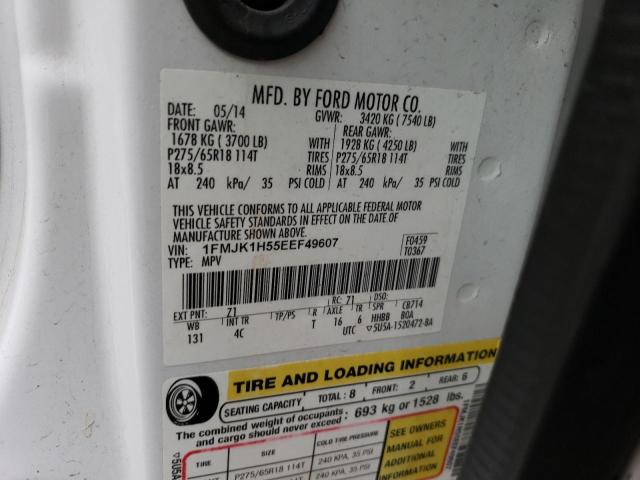 MFD. BY FORD MOTOR CO.
DATE: 05/14 GVWR: 3420 KG ( 7540 LB)
FRONT GAWR: REAR GAWR:
1678 KG ( 3700 LB) 1928 KG ( 4250 LB)
P275/65R18 114T TIRES P275/65R18 114T TIRES
18x8.5 RIMS 18x8.5 RIMS
AT 240 kPa/ 35 PSI COLD AT 240 kPa/ 35 PSI COLD
THIS VEHICLE CONFORMS TO ALL APPLICABLE FEDERAL MOTOR
VEHICLE SAFETY STANDARDS IN EFFECT ON THE DATE OF
MANUFACTURE SHOWN ABOVE.
VIN: 1FMJK1H55EEF49607 F0459
TYPE: MPV T0367
EXT PNT: Z1 RC: 71 DSO:
WB INT TR TP/PS R AXLE TR SPR CB714
131 4C T 16 6 HHBB BOA
UTC 5U5A-1520472-BA
TIRE AND LOADING INFORMATION
SEATING CAPACITY TOTAL : 8 FRONT : 2 REAR: 6
The combined weight of occupants
and cargo should never exceed: 693 kg or 1528 lbs.
TIRE SIZE COLD TIRE PRESSURE SEE OWNERS
MANUAL FOR
ADDITIONAL
INFORMATION
P275/65R18 114T 240 KPA, 35 PSI
240 KPA, 35 PSI
5U5A